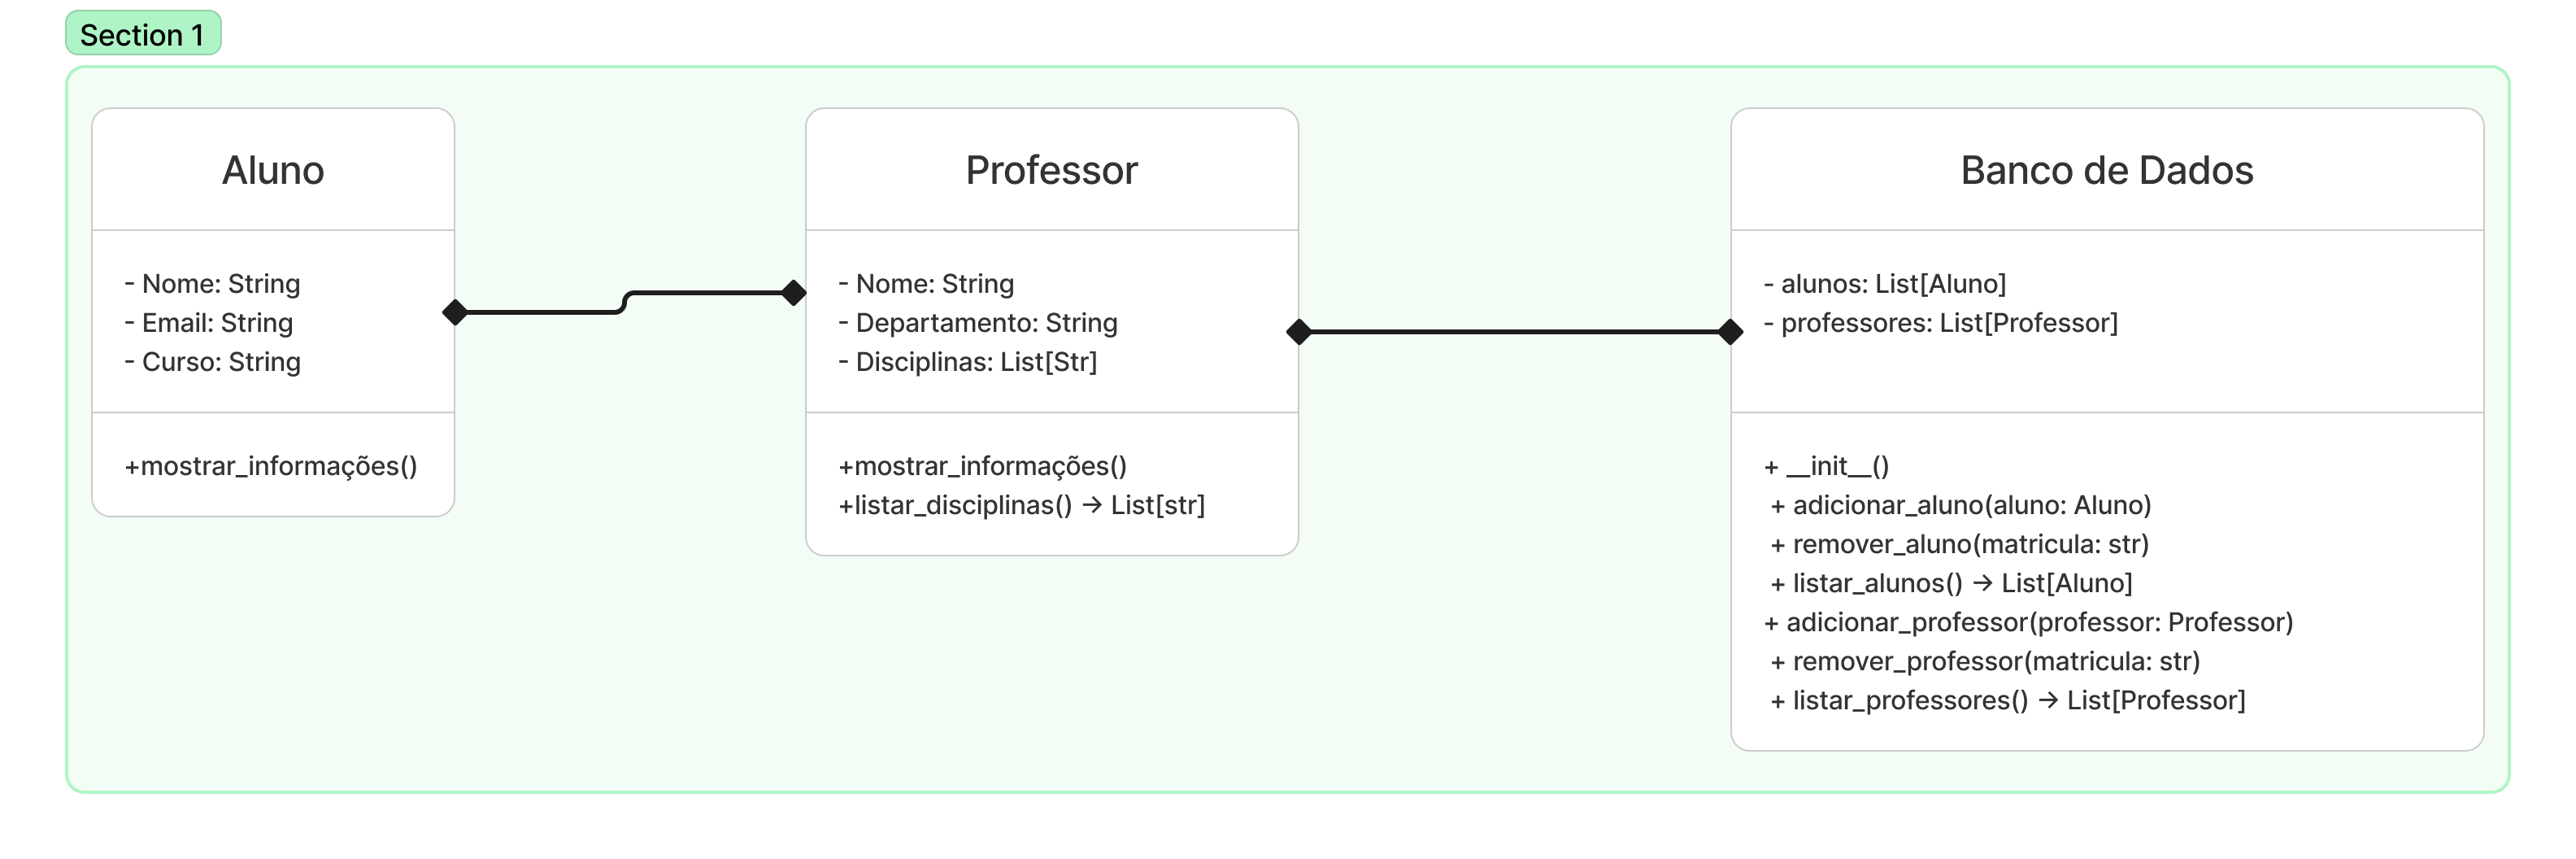 Section 1
Aluno
- Nome: String
- Email: String
- Curso: String
+mostrar_informações()
Professor
- Nome: String
- Departamento: String
- Disciplinas: List[Str]
+mostrar_informações()
+listar_disciplinas() → List[str]
Banco de Dados
- alunos: List[Aluno]
- professores: List[Professor]
+ __init__()
+ adicionar_aluno(aluno: Aluno)
+ remover_aluno(matricula: str)
+ listar_alunos() → List[Aluno]
+ adicionar_professor(professor: Professor)
+ remover_professor(matricula: str)
+ listar_professores() → List[Professor]